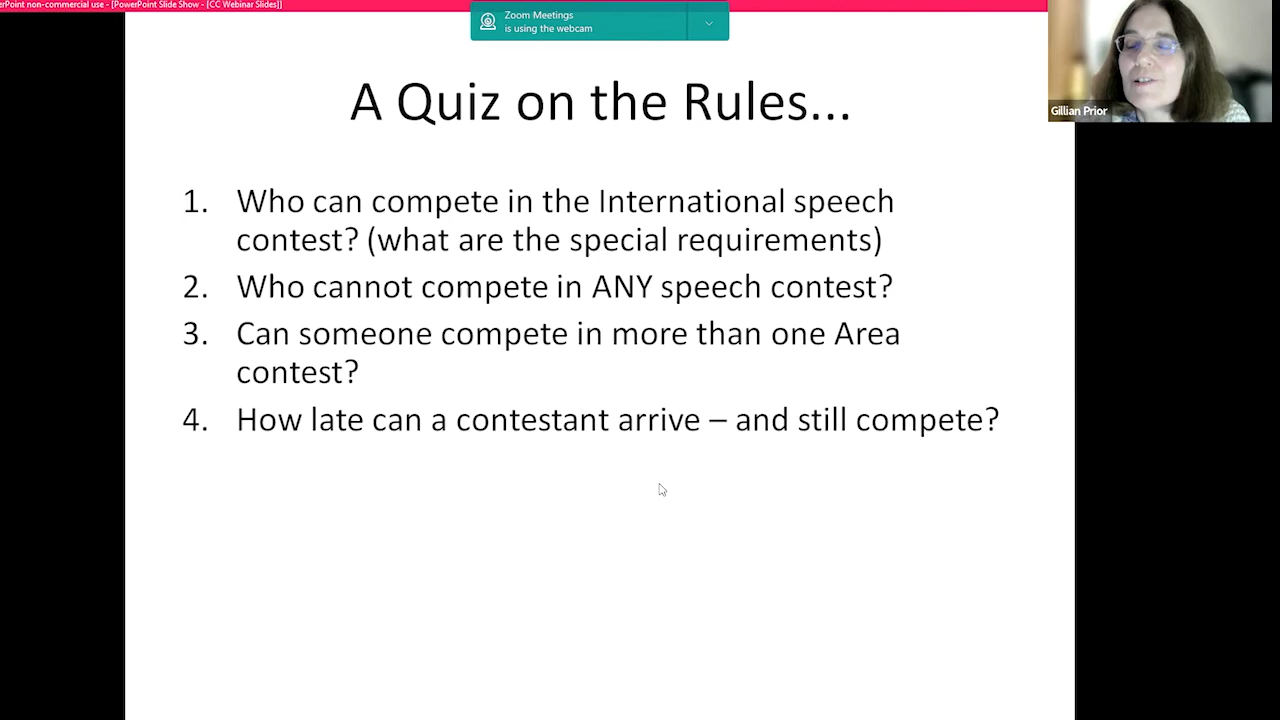 erPoint non-commercial use - [PowerPoint Slide Show - [CC Webinar Slides]]
Zoom Meetings
is using the webcam
Gillian Prior
A Quiz on the Rules...
1. Who can compete in the International speech
contest? (what are the special requirements)
2. Who cannot compete in ANY speech contest?
3. Can someone compete in more than one Area
contest?
4. How late can a contestant arrive – and still compete?